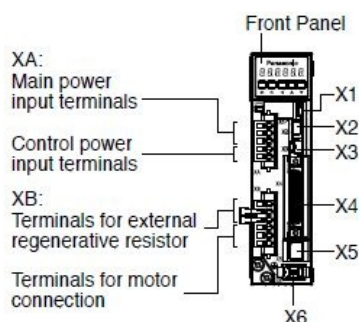 Front Panel
Panasonic
XA:
Main power
input terminals
Control power
input terminals
XB:
Terminals for external
regenerative resistor
Terminals for motor
connection
X1
X2
X3
X4
X5
X6